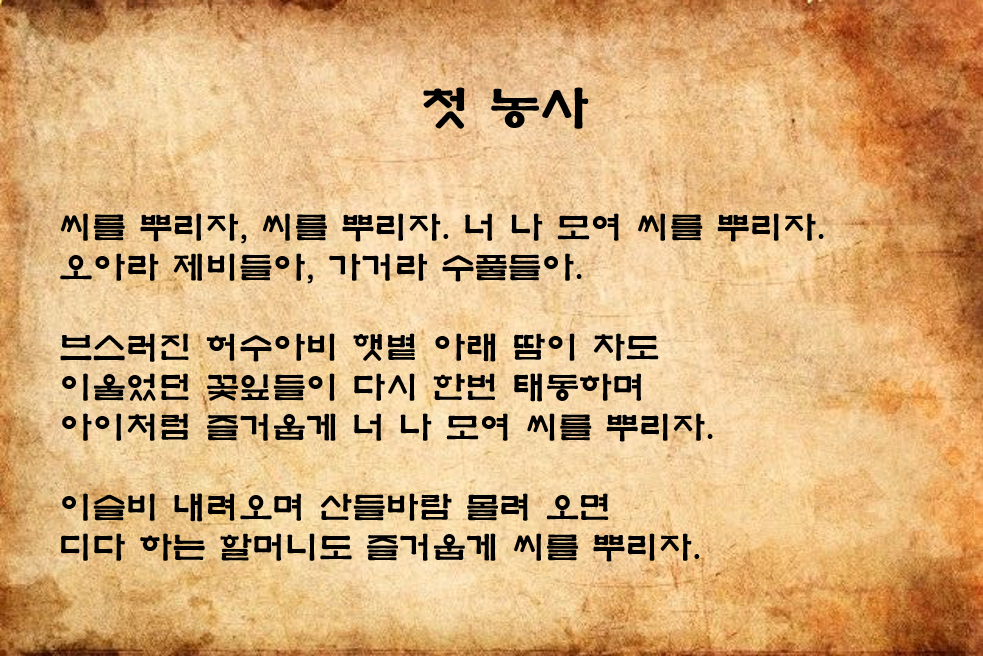 첫 농사
씨를 뿌리자, 씨를 뿌리자. 너 나 모여 씨를 뿌리자.
오아라 제비들아, 가거라 수풀들아.
브스러진 허수아비 햇볕 아래 땀이 차도
이울었던 꽃잎들이 다시 한번 태동하며
아이처럼 즐거웁게 너 나 모여 씨를 뿌리자.
이슬비 내려오며 산들바람 몰려 오면
디다 하는 할머니도 즐거웁게 씨를 뿌리자.